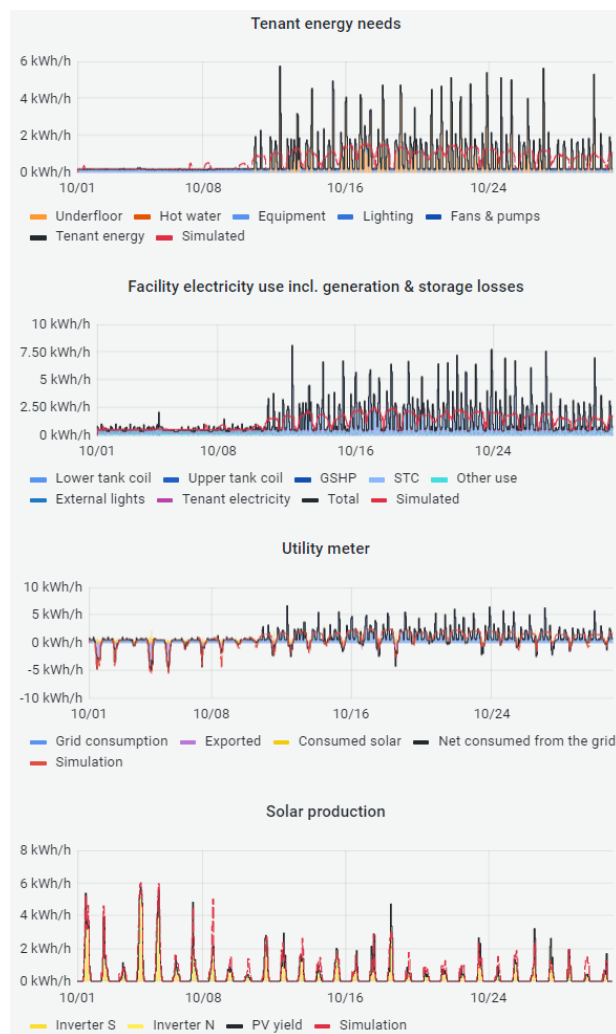 Tenant energy needs
6 kWh/h
4 kWh/h
2 kWh/h
0 kWh/h
10/01 10/08 10/16 10/24
Underfloor Hot water Equipment Lighting Fans & pumps
Tenant energy Simulated
Facility electricity use incl. generation & storage losses
10 kWh/h
7.50 kWh/h
5 kWh/h
2.50 kWh/h
0 kWh/h
10/01 10/08 10/16 10/24
Lower tank coil Upper tank coil GSHP STC Other use
External lights Tenant electricity Total Simulated
Utility meter
10 kWh/h
5 kWh/h
0 kWh/h
-5 kWh/h
-10 kWh/h
10/01 10/08 10/16 10/24
Grid consumption Exported Consumed solar Net consumed from the grid
Simulation
Solar production
8 kWh/h
6 kWh/h
4 kWh/h
2 kWh/h
0 kWh/h
10/01 10/08 10/16 10/24
Inverter S Inverter N PV yield Simulation